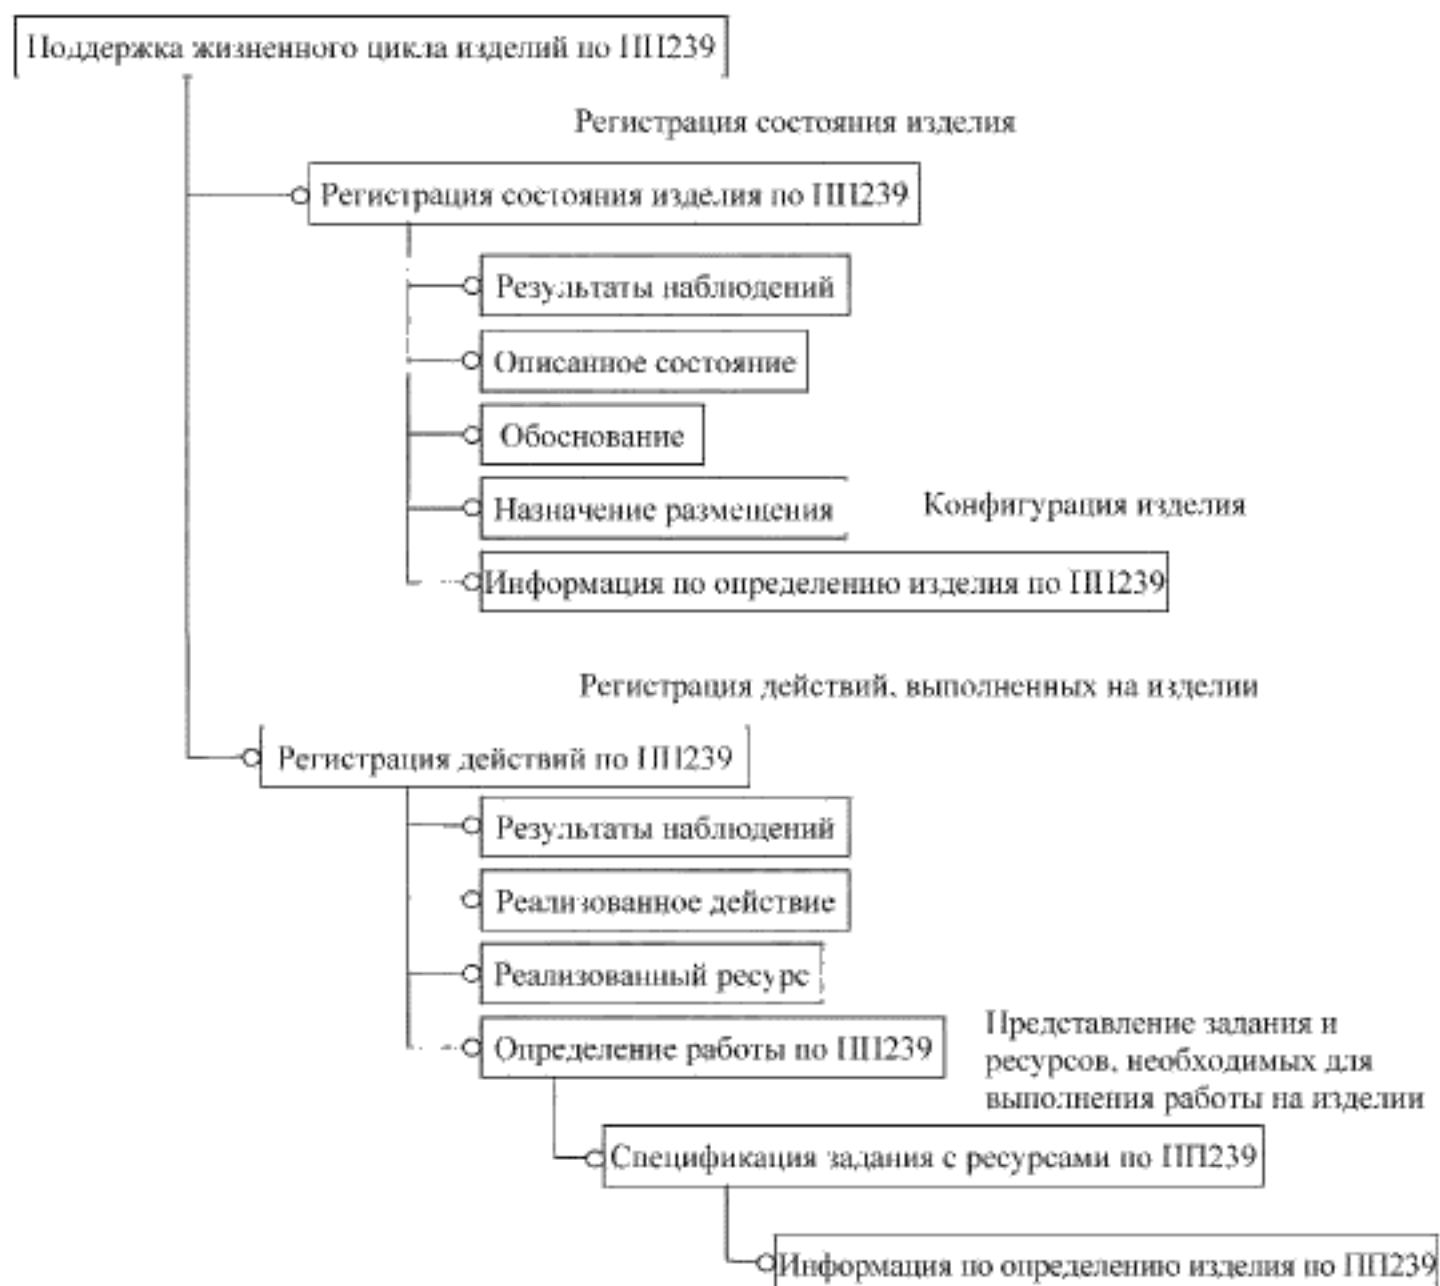 Поддержка жизненного цикла изделий по ПП239
Регистрация состояния изделия
Регистрация состояния изделия по ПП239
Результаты наблюдений
Описанное состояние
Обоснование
Назначение размещения
Конфигурация изделия
Информация по определению изделия по ПП239
Регистрация действий, выполненных на изделии
Регистрация действий по ПП239
Результаты наблюдений
Реализованное действие
Реализованный ресурс
Определение работы по ПП239
Представление задания и
ресурсов, необходимых для
выполнения работы на изделии
Спецификация задания с ресурсами по ПП239
Информация по определению изделия по ПП239